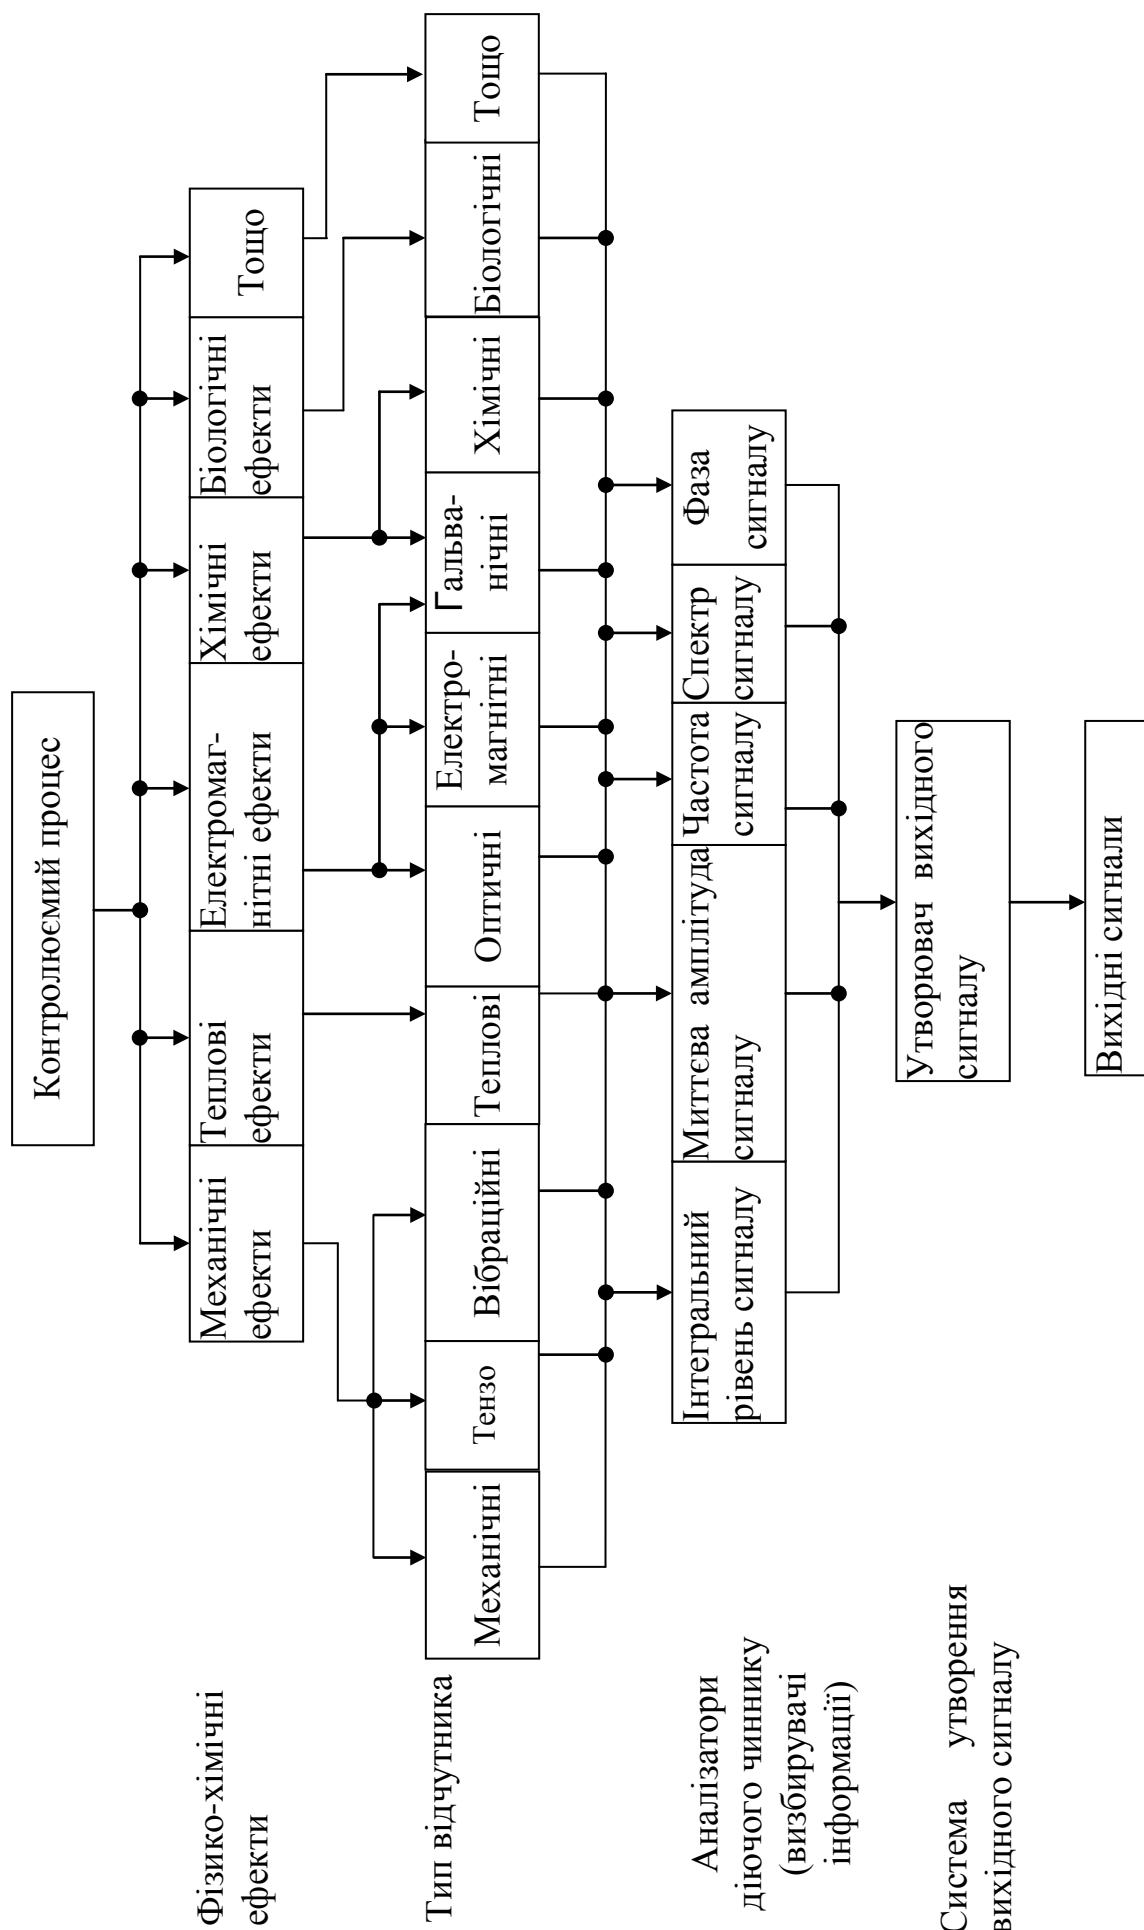 Контролюємий процес
Фізико-хімічні
ефекти
Механічні
ефекти
Теплові
ефекти
Електромаг-
нітні ефекти
Хімічні
ефекти
Біологічні
ефекти
Тощо
Тип відчутника
Механічні
Тензо
Вібраційні
Теплові
Оптичні
Електро-
магнітні
Гальва-
нічні
Хімічні
Біологічні
Тощо
Аналізатори
діючого чиннику
(визбирувачі
інформації)
Інтегральний
рівень сигналу
Миттєва амплітуда
сигналу
Частота
сигналу
Спектр
сигналу
Фаза
сигналу
Система утворення
вихідного сигналу
Утворювач вихідного
сигналу
Вихідні сигнали